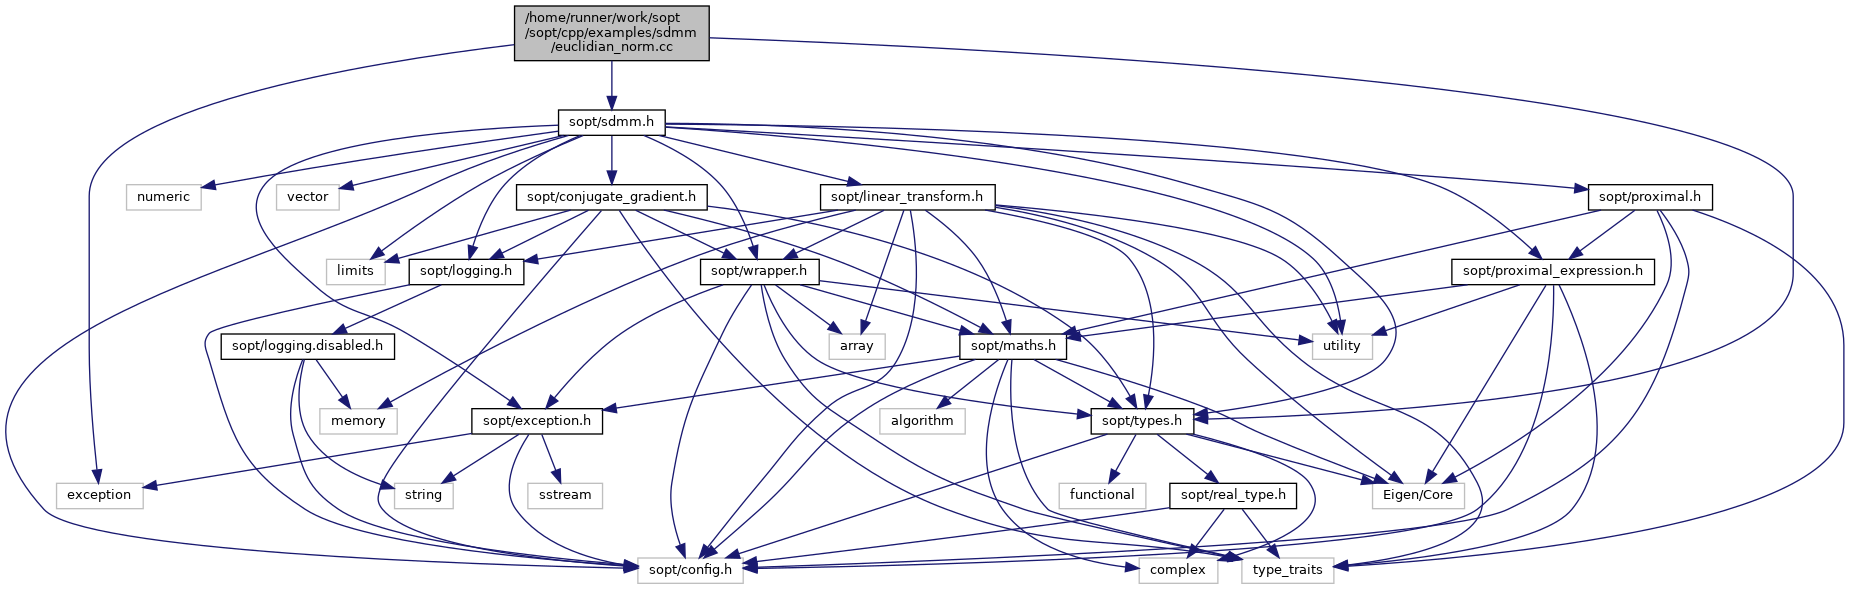 /home/runner/work/sopt
/sopt/cpp/examples/sdmm
/euclidian_norm.cc
sopt/sdmm.h
numeric
vector
sopt/conjugate_gradient.h
sopt/linear_transform.h
sopt/proximal.h
limits
sopt/logging.h
sopt/wrapper.h
sopt/proximal_expression.h
sopt/logging.disabled.h
array
sopt/maths.h
utility
memory
sopt/exception.h
algorithm
sopt/types.h
exception
string
sstream
functional
sopt/real_type.h
Eigen/Core
sopt/config.h
complex
type_traits